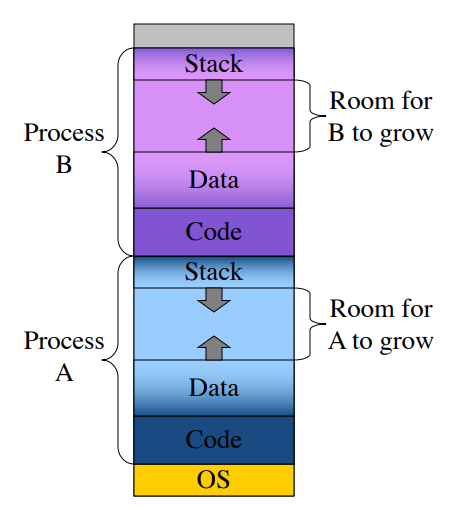 Stack
Room for
B to grow
Process
B
Data
Code
Stack
Room for
A to grow
Process
A
Data
Code
OS